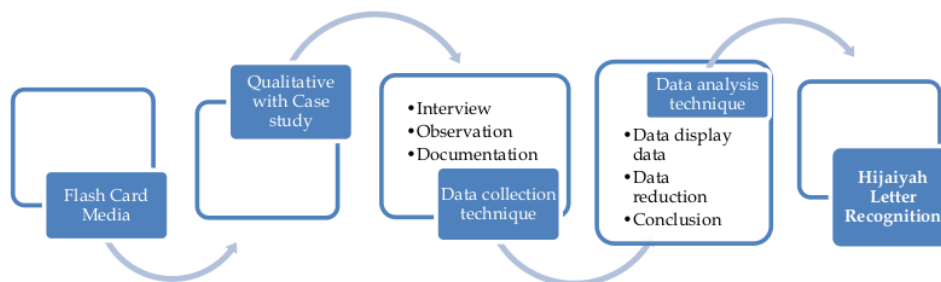 Flash Card
Media
Qualitative
with Case
study
•Interview
•Observation
•Documentation
Data collection
technique
Data analysis
technique
•Data display
data
•Data
reduction
•Conclusion
Hijaiyah
Letter
Recognition